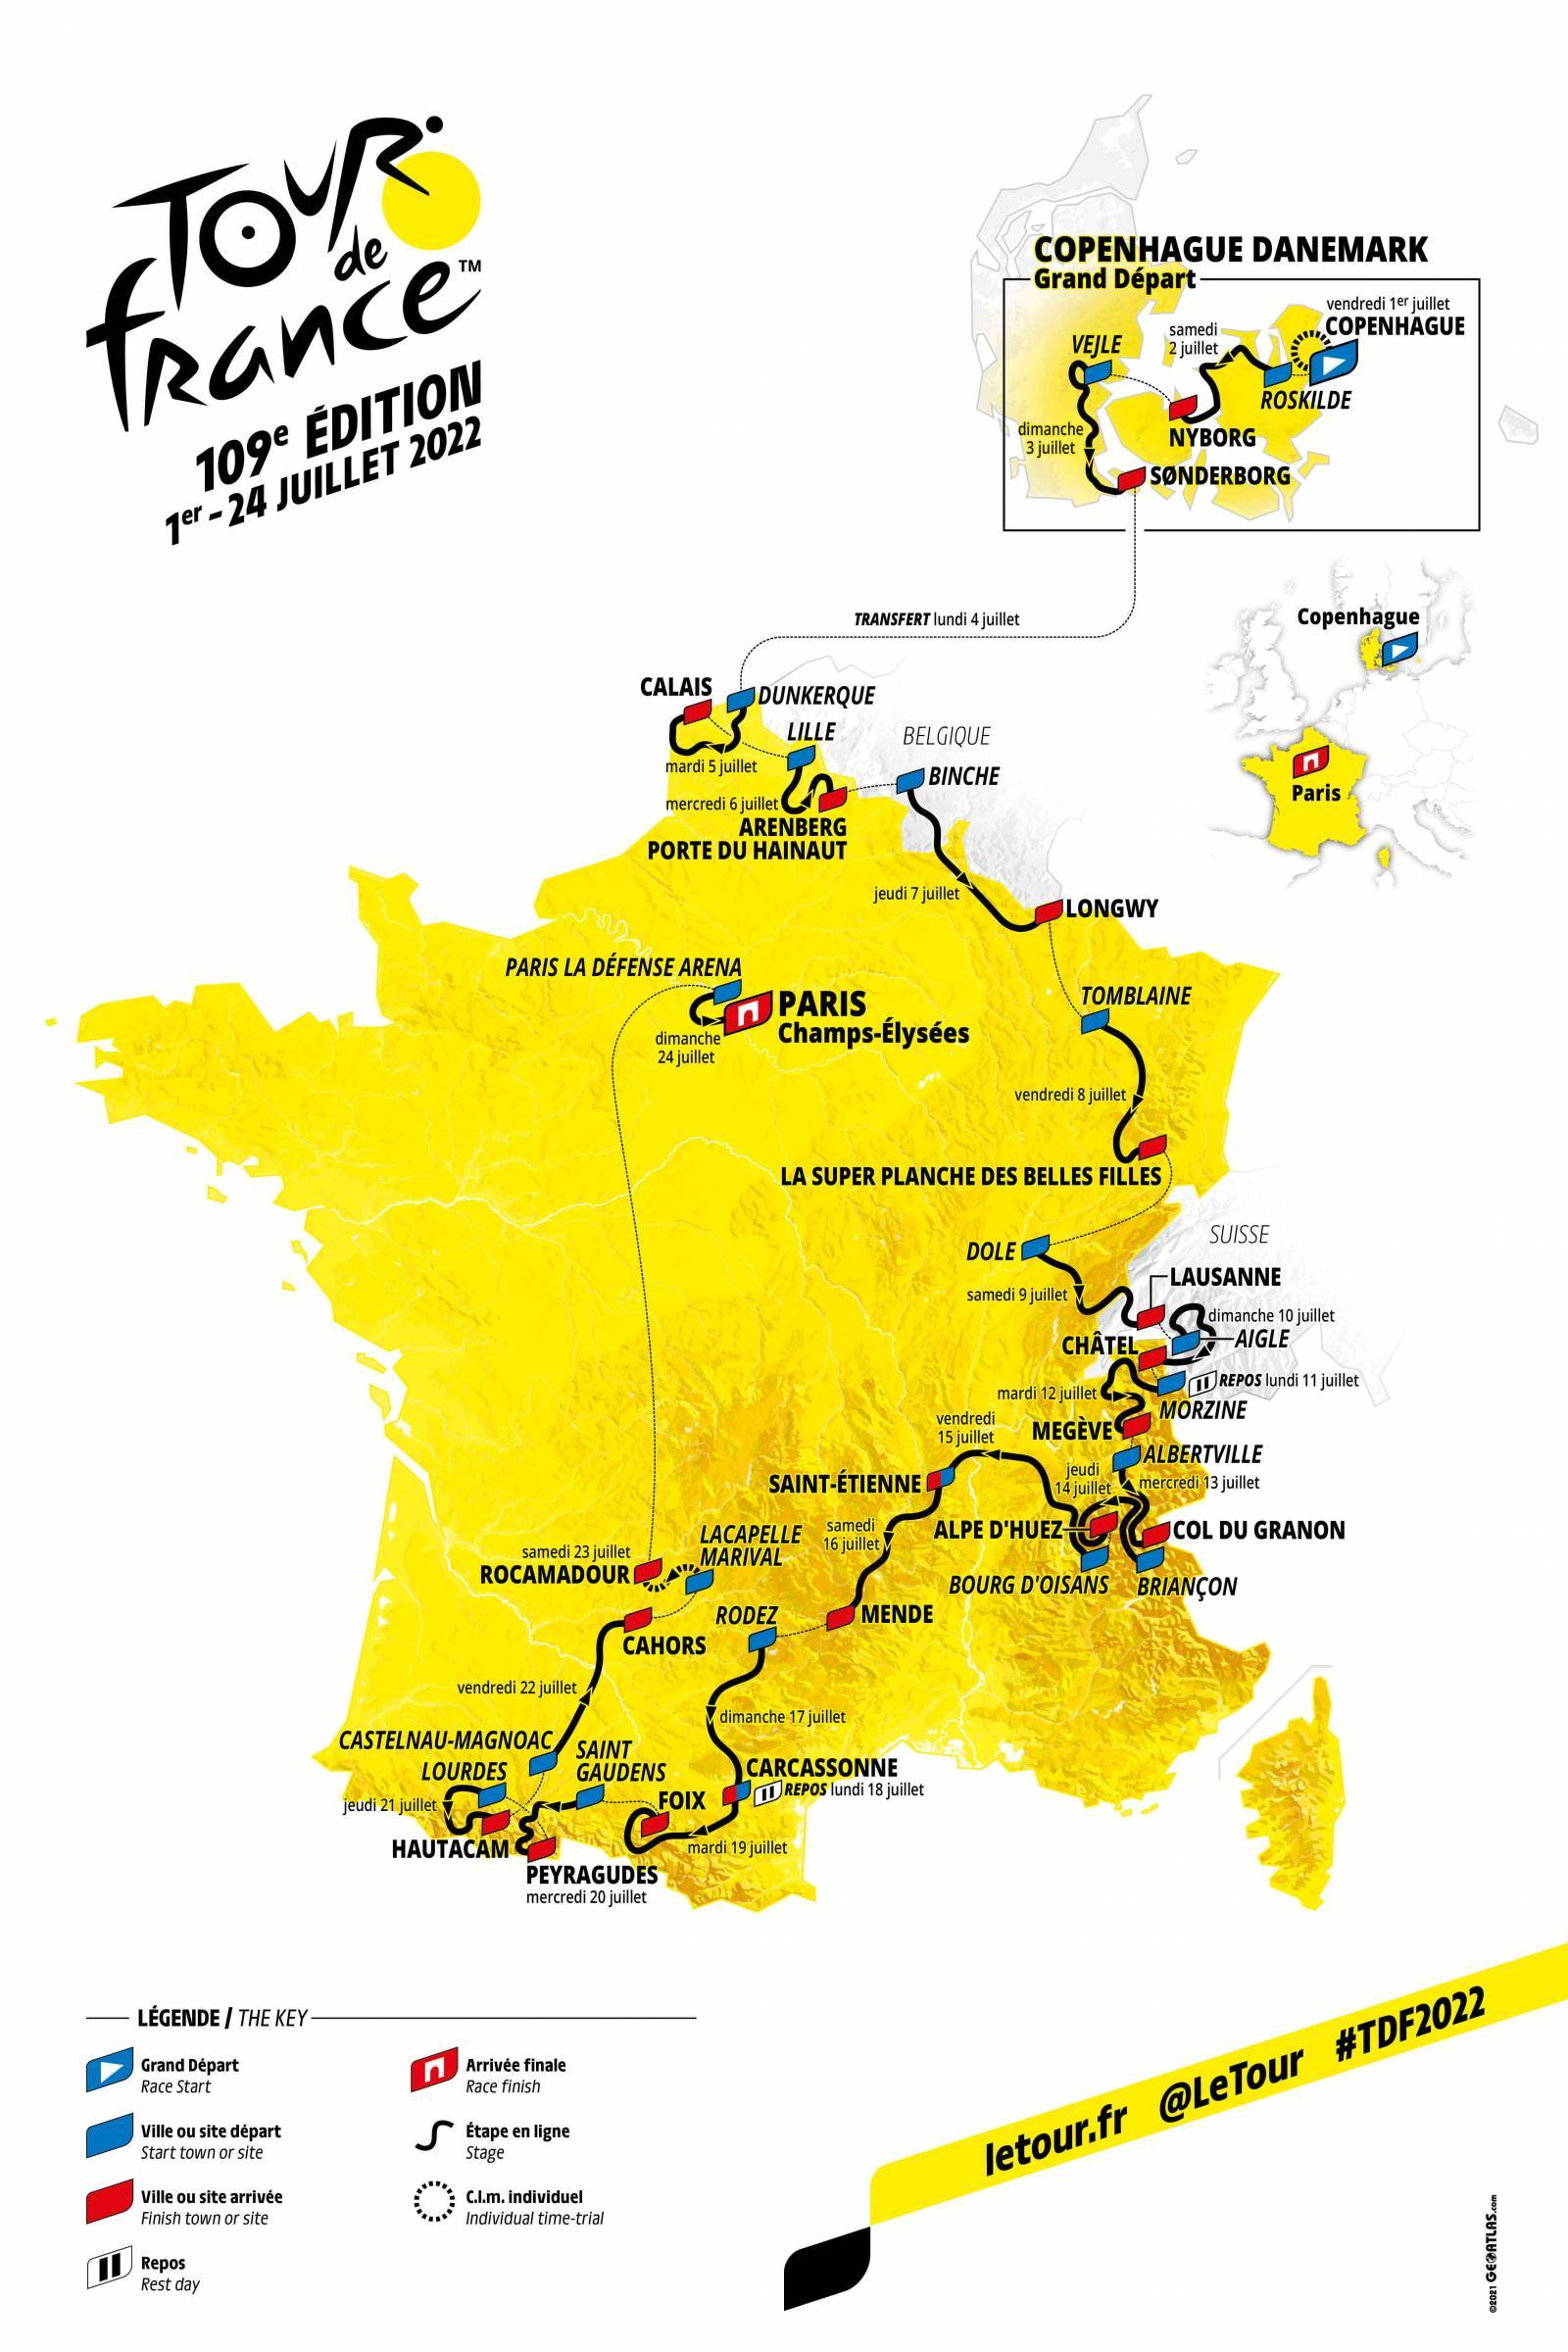 TOUR
de
france™
109e ÉDITION
1er - 24 JUILLET 2022
COPENHAGUE DANEMARK
Grand Départ
vendredi 1er juillet
COPENHAGUE
samedi
2 juillet
VEJLE
ROSKILDE
dimanche
3 juillet
NYBORG
SØNDERBORG
TRANSFERT lundi 4 juillet
Copenhague
Paris
CALAIS
DUNKERQUE
LILLE
mardi 5 juillet
BELGIQUE
BINCHE
mercredi 6 juillet
ARENBERG
PORTE DU HAINAUT
jeudi 7 juillet
LONGWY
PARIS LA DÉFENSE ARENA
PARIS
Champs-Élysées
dimanche
24 juillet
TOMBLAINE
vendredi 8 juillet
LA SUPER PLANCHE DES BELLES FILLES
DOLE
SUISSE
LAUSANNE
samedi 9 juillet
dimanche 10 juillet
AIGLE
CHÂTEL
REPOS lundi 11 juillet
mardi 12 juillet
MORZINE
MEGÈVE
vendredi
15 juillet
ALBERTVILLE
jeudi
14 juillet
mercredi 13 juillet
SAINT-ÉTIENNE
ALPE D'HUEZ
COL DU GRANON
samedi
16 juillet
LACAPELLE
MARIVAL
samedi 23 juillet
ROCAMADOUR
BOURG D'OISANS
BRIANÇON
RODEZ
MENDE
CAHORS
vendredi 22 juillet
dimanche 17 juillet
CASTELNAU-MAGNOAC
SAINT
GAUDENS
LOURDES
CARCASSONNE
REPOS lundi 18 juillet
jeudi 21 juillet
FOIX
HAUTACAM
mardi 19 juillet
PEYRAGUDES
mercredi 20 juillet
LÉGENDE / THE KEY
Grand Départ
Race Start
Ville ou site départ
Start town or site
Ville ou site arrivée
Finish town or site
Repos
Rest day
Arrivée finale
Race finish
Étape en ligne
Stage
C.l.m. individuel
Individual time-trial
letour.fr @LeTour #TDF2022
©2021 GEOATLAS.com